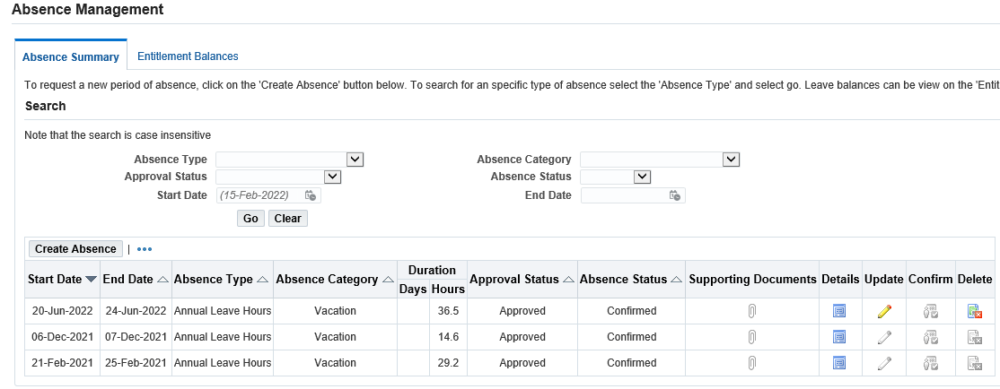 Absence Management
Absence Summary Entitlement Balances
To request a new period of absence, click on the 'Create Absence' button below. To search for an specific type of absence select the 'Absence Type' and select go. Leave balances can be view on the 'Entit
Search
Note that the search is case insensitive
Absence Type Absence Category
Approval Status Absence Status
Start Date (15-Feb-2022) End Date
Go Clear
Create Absence | •••
Start Date End Date Absence Type Absence Category Duration Approval Status Absence Status Supporting Documents Details Update Confirm Delete
Days Hours
20-Jun-2022 24-Jun-2022 Annual Leave Hours Vacation 36.5 Approved Confirmed
06-Dec-2021 07-Dec-2021 Annual Leave Hours Vacation 14.6 Approved Confirmed
21-Feb-2021 25-Feb-2021 Annual Leave Hours Vacation 29.2 Approved Confirmed